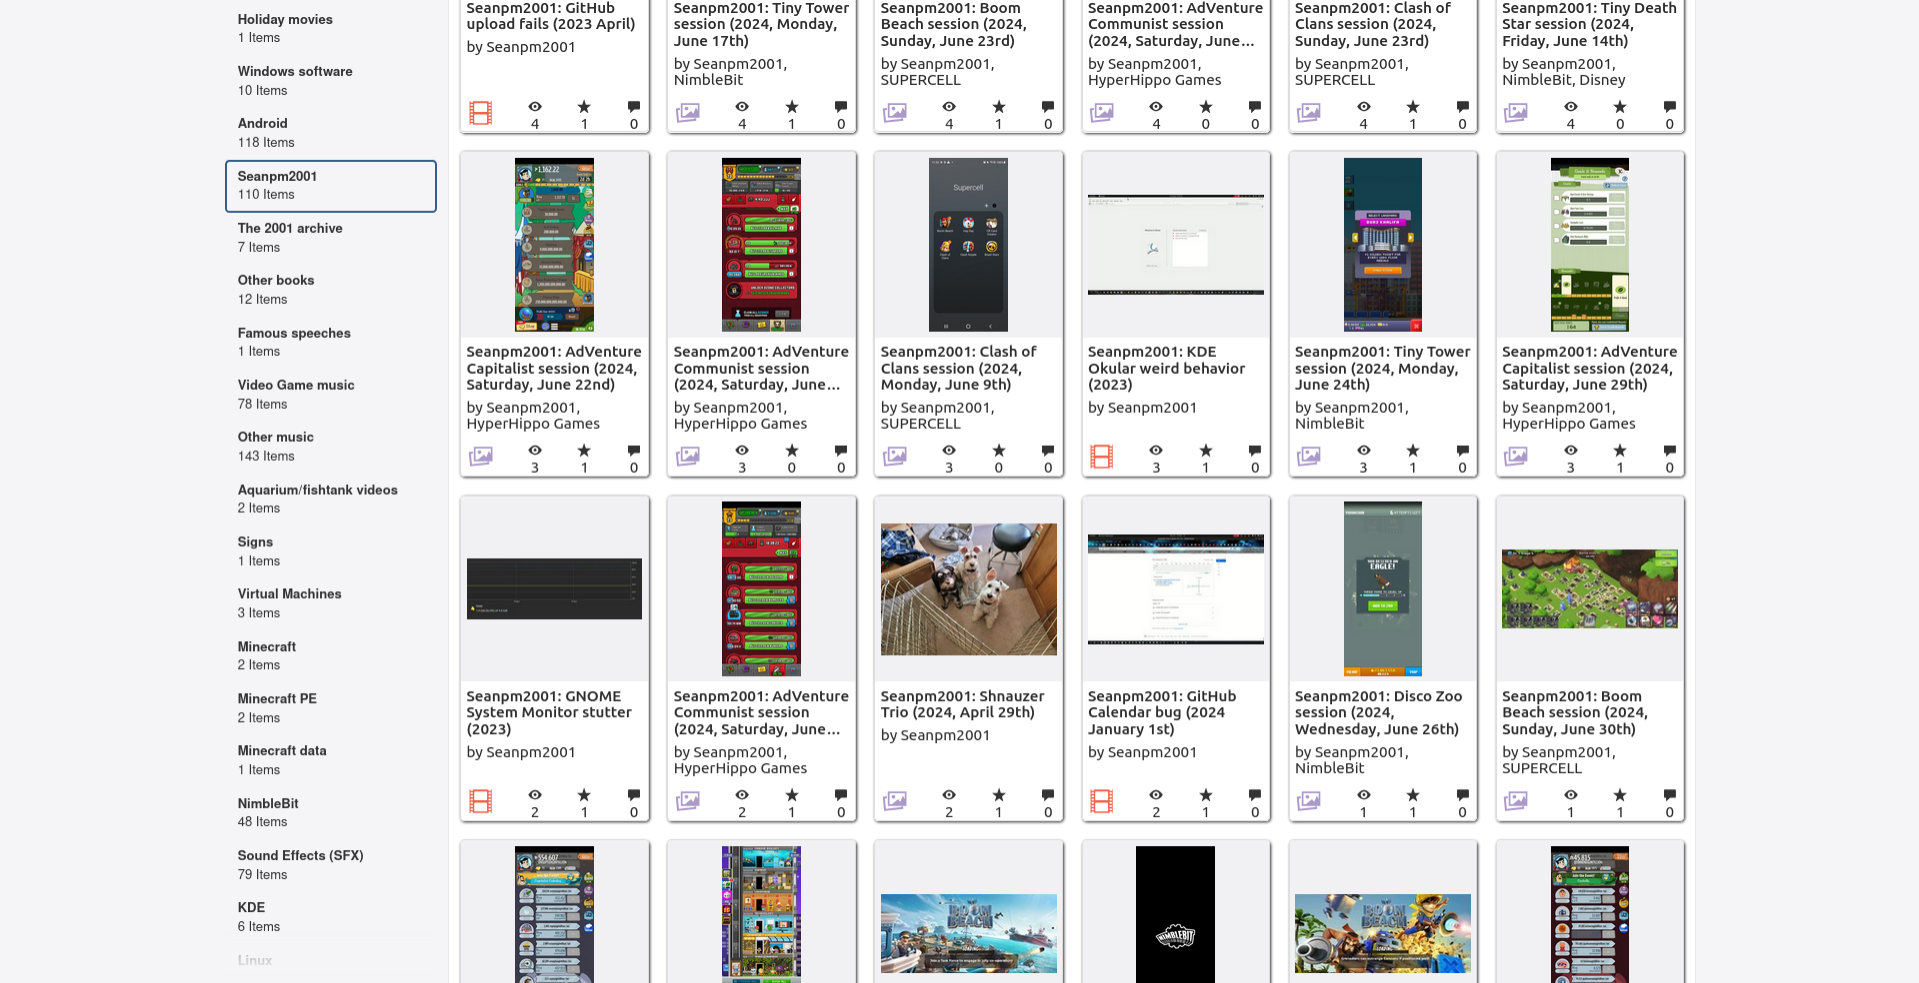 Holiday movies
1 Items
Windows software
10 Items
Android
118 Items
Seanpm2001
110 Items
The 2001 archive
7 Items
Other books
12 Items
Famous speeches
1 Items
Video Game music
78 Items
Other music
143 Items
Aquarium/fishtank videos
2 Items
Signs
1 Items
Virtual Machines
3 Items
Minecraft
2 Items
Minecraft PE
2 Items
Minecraft data
1 Items
NimbleBit
48 Items
Sound Effects (SFX)
79 Items
KDE
6 Items
Linux
Seanpm2001: GitHub
upload fails (2023 April)
by Seanpm2001
4 1 0
Seanpm2001: Tiny Tower
session (2024, Monday,
June 17th)
by Seanpm2001,
NimbleBit
4 1 0
Seanpm2001: Boom
Beach session (2024,
Sunday, June 23rd)
by Seanpm2001,
SUPERCELL
4 1 0
Seanpm2001: AdVenture
Communist session
(2024, Saturday, June...
by Seanpm2001,
HyperHippo Games
4 0 0
Seanpm2001: Clash of
Clans session (2024,
Sunday, June 23rd)
by Seanpm2001,
SUPERCELL
4 1 0
Seanpm2001: Tiny Death
Star session (2024,
Friday, June 14th)
by Seanpm2001,
NimbleBit, Disney
4 0 0
Seanpm2001: AdVenture
Capitalist session (2024,
Saturday, June 22nd)
by Seanpm2001,
HyperHippo Games
3 1 0
Seanpm2001: AdVenture
Communist session
(2024, Saturday, June...
by Seanpm2001,
HyperHippo Games
3 0 0
Supercell
Seanpm2001: Clash of
Clans session (2024,
Monday, June 9th)
by Seanpm2001,
SUPERCELL
3 0 0
Seanpm2001: KDE
Okular weird behavior
(2023)
by Seanpm2001
3 1 0
Seanpm2001: Tiny Tower
session (2024, Monday,
June 24th)
by Seanpm2001,
NimbleBit
3 1 0
Seanpm2001: AdVenture
Capitalist session (2024,
Saturday, June 29th)
by Seanpm2001,
HyperHippo Games
3 1 0
Seanpm2001: GNOME
System Monitor stutter
(2023)
by Seanpm2001
2 1 0
Seanpm2001: AdVenture
Communist session
(2024, Saturday, June...
by Seanpm2001,
HyperHippo Games
2 1 0
Seanpm2001: Shnauzer
Trio (2024, April 29th)
by Seanpm2001
2 1 0
Seanpm2001: GitHub
Calendar bug (2024
January 1st)
by Seanpm2001
2 1 0
EAGLE!
Seanpm2001: Disco Zoo
session (2024,
Wednesday, June 26th)
by Seanpm2001,
NimbleBit
1 1 0
Seanpm2001: Boom
Beach session (2024,
Sunday, June 30th)
by Seanpm2001,
SUPERCELL
1 1 0
BOOM
BEACH
NIMBLEBIT
BOOM
BEACH